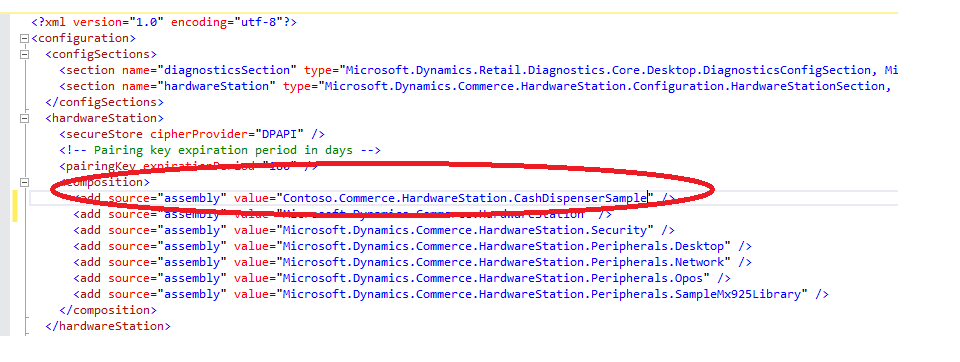 <?xml version="1.0" encoding="utf-8"?>
<configuration>
<configSections>
<section name="diagnosticsSection" type="Microsoft.Dynamics.Retail.Diagnostics.Core.Desktop.DiagnosticsConfigSection, Mi
<section name="hardwareStation" type="Microsoft.Dynamics.Commerce.HardwareStation.Configuration.HardwareStationSection,
</configSections>
<hardwareStation>
<secureStore cipherProvider="DPAPI" />
<!-- Pairing key expiration period in days -->
<pairingKey expirationPeriod="180" />
<composition>
<add source="assembly" value="Contoso.Commerce.HardwareStation.CashDispenserSample" />
<add source="assembly" value="Microsoft.Dynamics.Commerce.HardwareStation" />
<add source="assembly" value="Microsoft.Dynamics.Commerce.HardwareStation.Security" />
<add source="assembly" value="Microsoft.Dynamics.Commerce.HardwareStation.Peripherals.Desktop" />
<add source="assembly" value="Microsoft.Dynamics.Commerce.HardwareStation.Peripherals.Network" />
<add source="assembly" value="Microsoft.Dynamics.Commerce.HardwareStation.Peripherals.Opos" />
<add source="assembly" value="Microsoft.Dynamics.Commerce.HardwareStation.Peripherals.SampleMx925Library" />
</composition>
</hardwareStation>